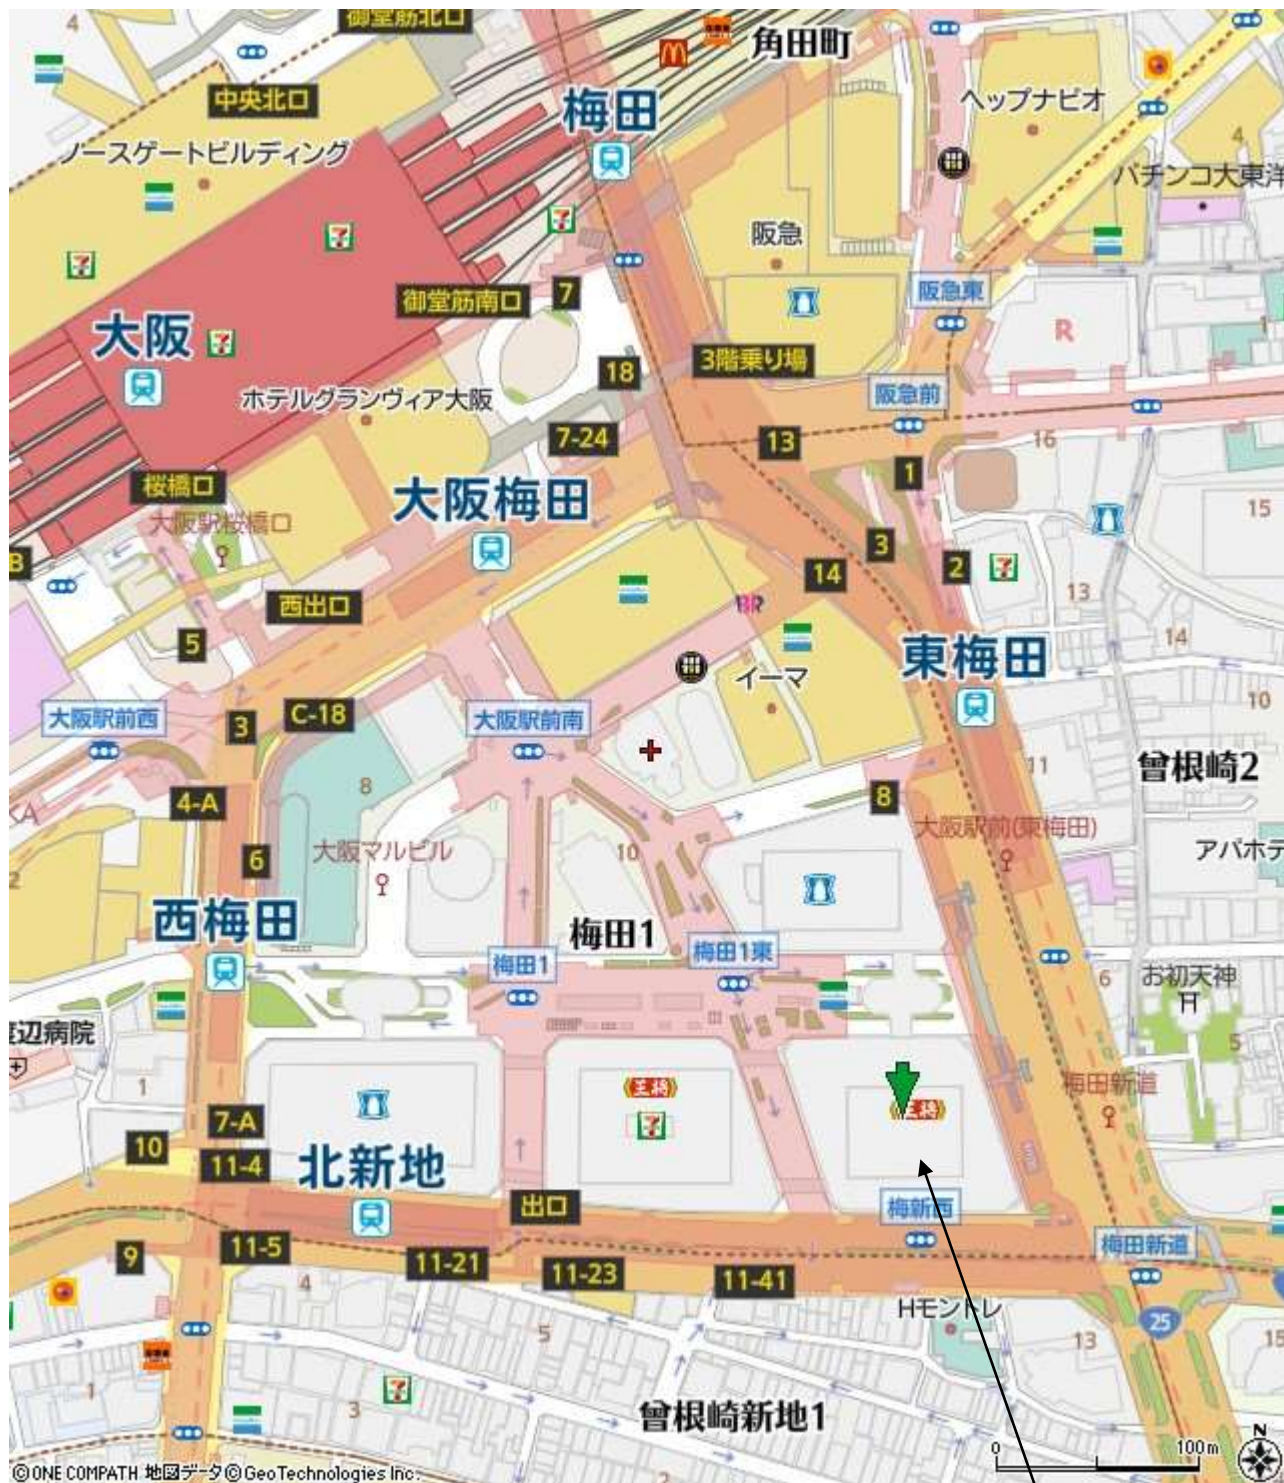 4
御堂筋北口
角田町
中央北口
梅田
ヘップナビオ
ノースゲートビルディング
4
パチンコ大東洋
阪急
御堂筋南口
7
阪急東
大阪
3階乗り場
18
ホテルグランヴィア大阪
阪急前
7-24
13
16
1
桜橋口
大阪梅田
15
大阪駅桜橋口
3
B
14
2
13
西出口
5
東梅田
14
イーマ
10
大阪駅前西
3
C-18
大阪駅前南
11
曾根崎2
8
4-A
8
KA
大阪駅前(東梅田)
6
大阪マルビル
10
アパホテ
2
西梅田
梅田1
梅田1東
梅田1
6
お初天神
渡辺病院
5
1
王将
梅田新道
7-A
王将
10
11-4
北新地
出口
梅新西
11-5
梅田新道
9
11-21
11-23
11-41
4
Hモントレ
25
5
13
15
1
3
曾根崎新地1
0
100m
N
2
©ONE COMPATH 地図データ©GeoTechnologies Inc.